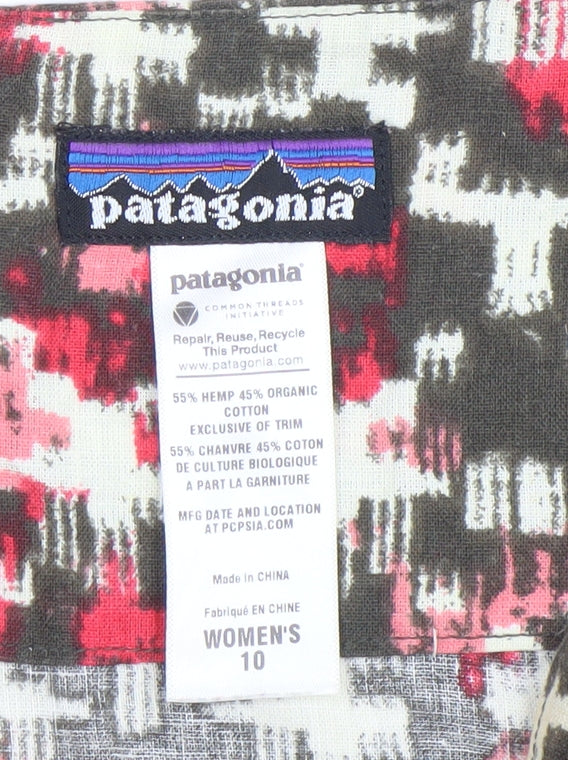 patagonia®
patagonia®
COMMON THREADS
INITIATIVE
Repair, Reuse, Recycle
This Product
www.patagonia.com
55% HEMP 45% ORGANIC
COTTON
EXCLUSIVE OF TRIM
55% CHANVRE 45% COTON
DE CULTURE BIOLOGIQUE
A PART LA GARNITURE
MFG DATE AND LOCATION
AT PCPSIA.COM
Made in CHINA
Fabriqué EN CHINE
WOMEN'S
10